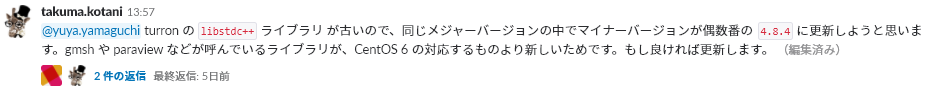 takuma.kotani 13:57
@yuya.yamaguchi turron の libstdc++ ライブラリ が古いので、同じメジャーバージョンの中でマイナーバージョンが偶数番の 4.8.4 に更新しようと思いま
す。gmsh や paraview などが呼んでいるライブラリが、CentOS 6 の対応するものより新しいためです。もし良ければ更新します。 （編集済み）
2 件の返信 最終返信: 5日前